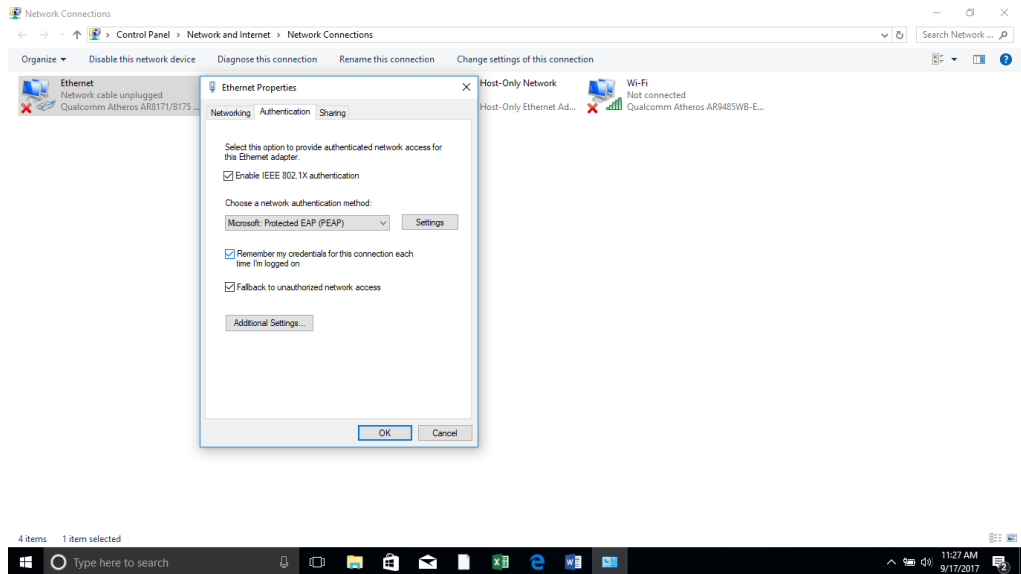 Network Connections
Control Panel > Network and Internet > Network Connections
Search Network ...
Organize
Disable this network device
Diagnose this connection
Rename this connection
Change settings of this connection
Ethernet
Network cable unplugged
Qualcomm Atheros AR8171/8175 ...
Host-Only Network
Host-Only Ethernet Ad...
Wi-Fi
Not connected
Qualcomm Atheros AR9485WB-E...
Ethernet Properties
Networking
Authentication
Sharing
Select this option to provide authenticated network access for
this Ethernet adapter.
Enable IEEE 802.1X authentication
Choose a network authentication method:
Microsoft: Protected EAP (PEAP)
Settings
Remember my credentials for this connection each
time I'm logged on
Fallback to unauthorized network access
Additional Settings...
OK
Cancel
4 items
1 item selected
Type here to search
11:27 AM
9/17/2017
2